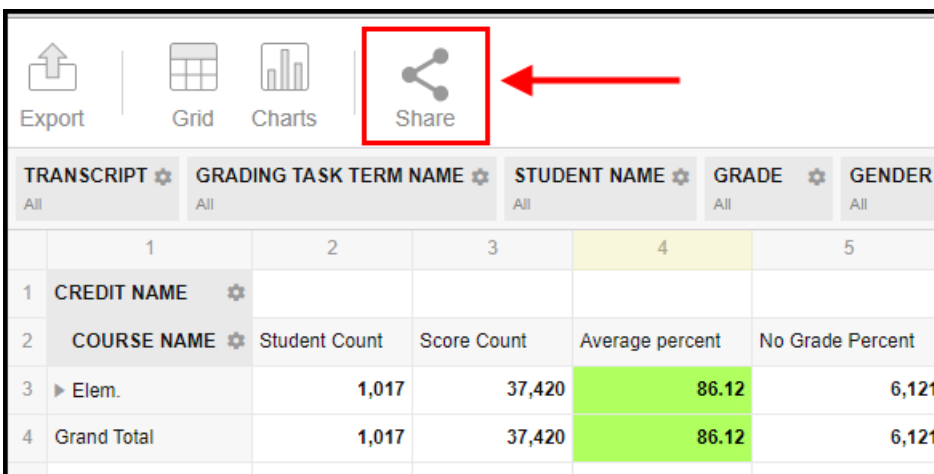 Export Grid Charts Share
TRANSCRIPT GRADING TASK TERM NAME STUDENT NAME GRADE GENDER
All All All All All
1 2 3 4 5
1 CREDIT NAME
2 COURSE NAME Student Count Score Count Average percent No Grade Percent
3 Elem. 1,017 37,420 86.12 6,121
4 Grand Total 1,017 37,420 86.12 6,121